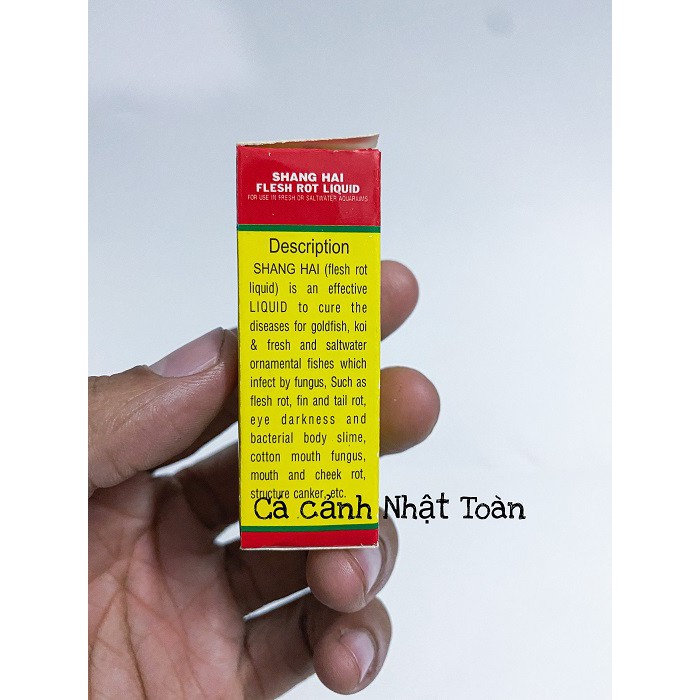 SHANG HAI
FLESH ROT LIQUID
FOR USE IN FRESH OR SALTWATER AQUARIUMS
Description
SHANG HAI (flesh rot
liquid) is an effective
LIQUID to cure the
diseases for goldfish, koi
& fresh and saltwater
ornamental fishes which
infect by fungus, Such as
flesh rot, fin and tail rot,
eye darkness and
bacterial body slime,
cotton mouth fungus,
mouth and cheek rot,
structure canker, etc.
Cá cảnh Nhật Toàn